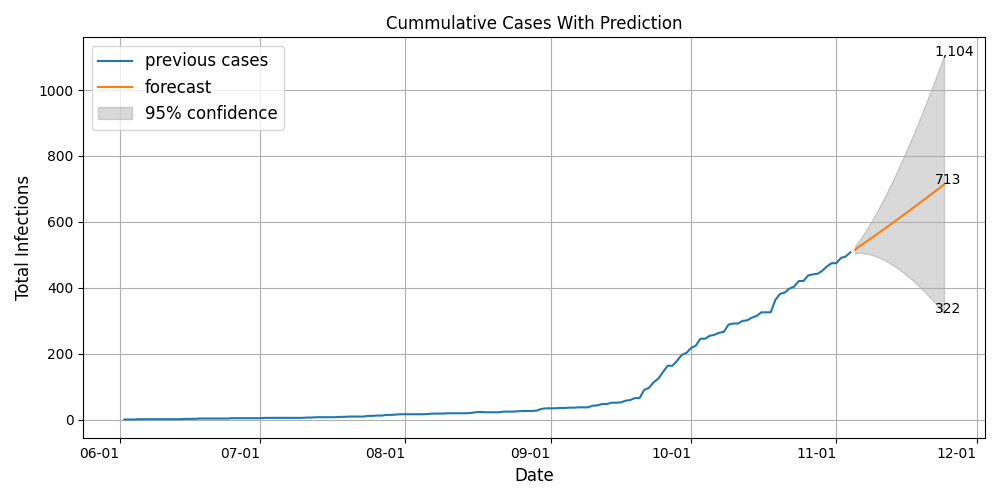 Cummulative Cases With Prediction
previous cases
forecast
95% confidence
1,104
713
322
Total Infections
1000
800
600
400
200
0
06-01 07-01 08-01 09-01 10-01 11-01 12-01
Date